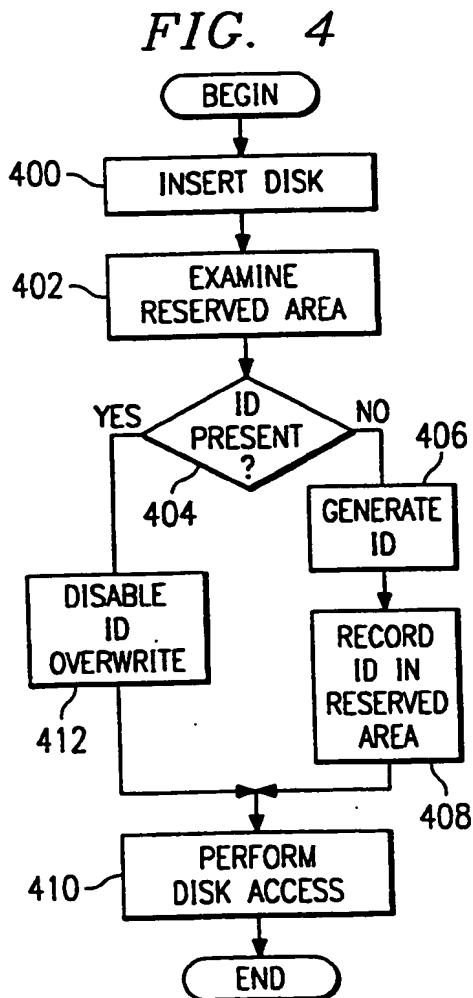 FIG. 4
BEGIN
400
INSERT DISK
402
EXAMINE
RESERVED AREA
YES
ID
PRESENT
?
NO
404
406
GENERATE
ID
DISABLE
ID
OVERWRITE
412
RECORD
ID IN
RESERVED
AREA
408
410
PERFORM
DISK ACCESS
END